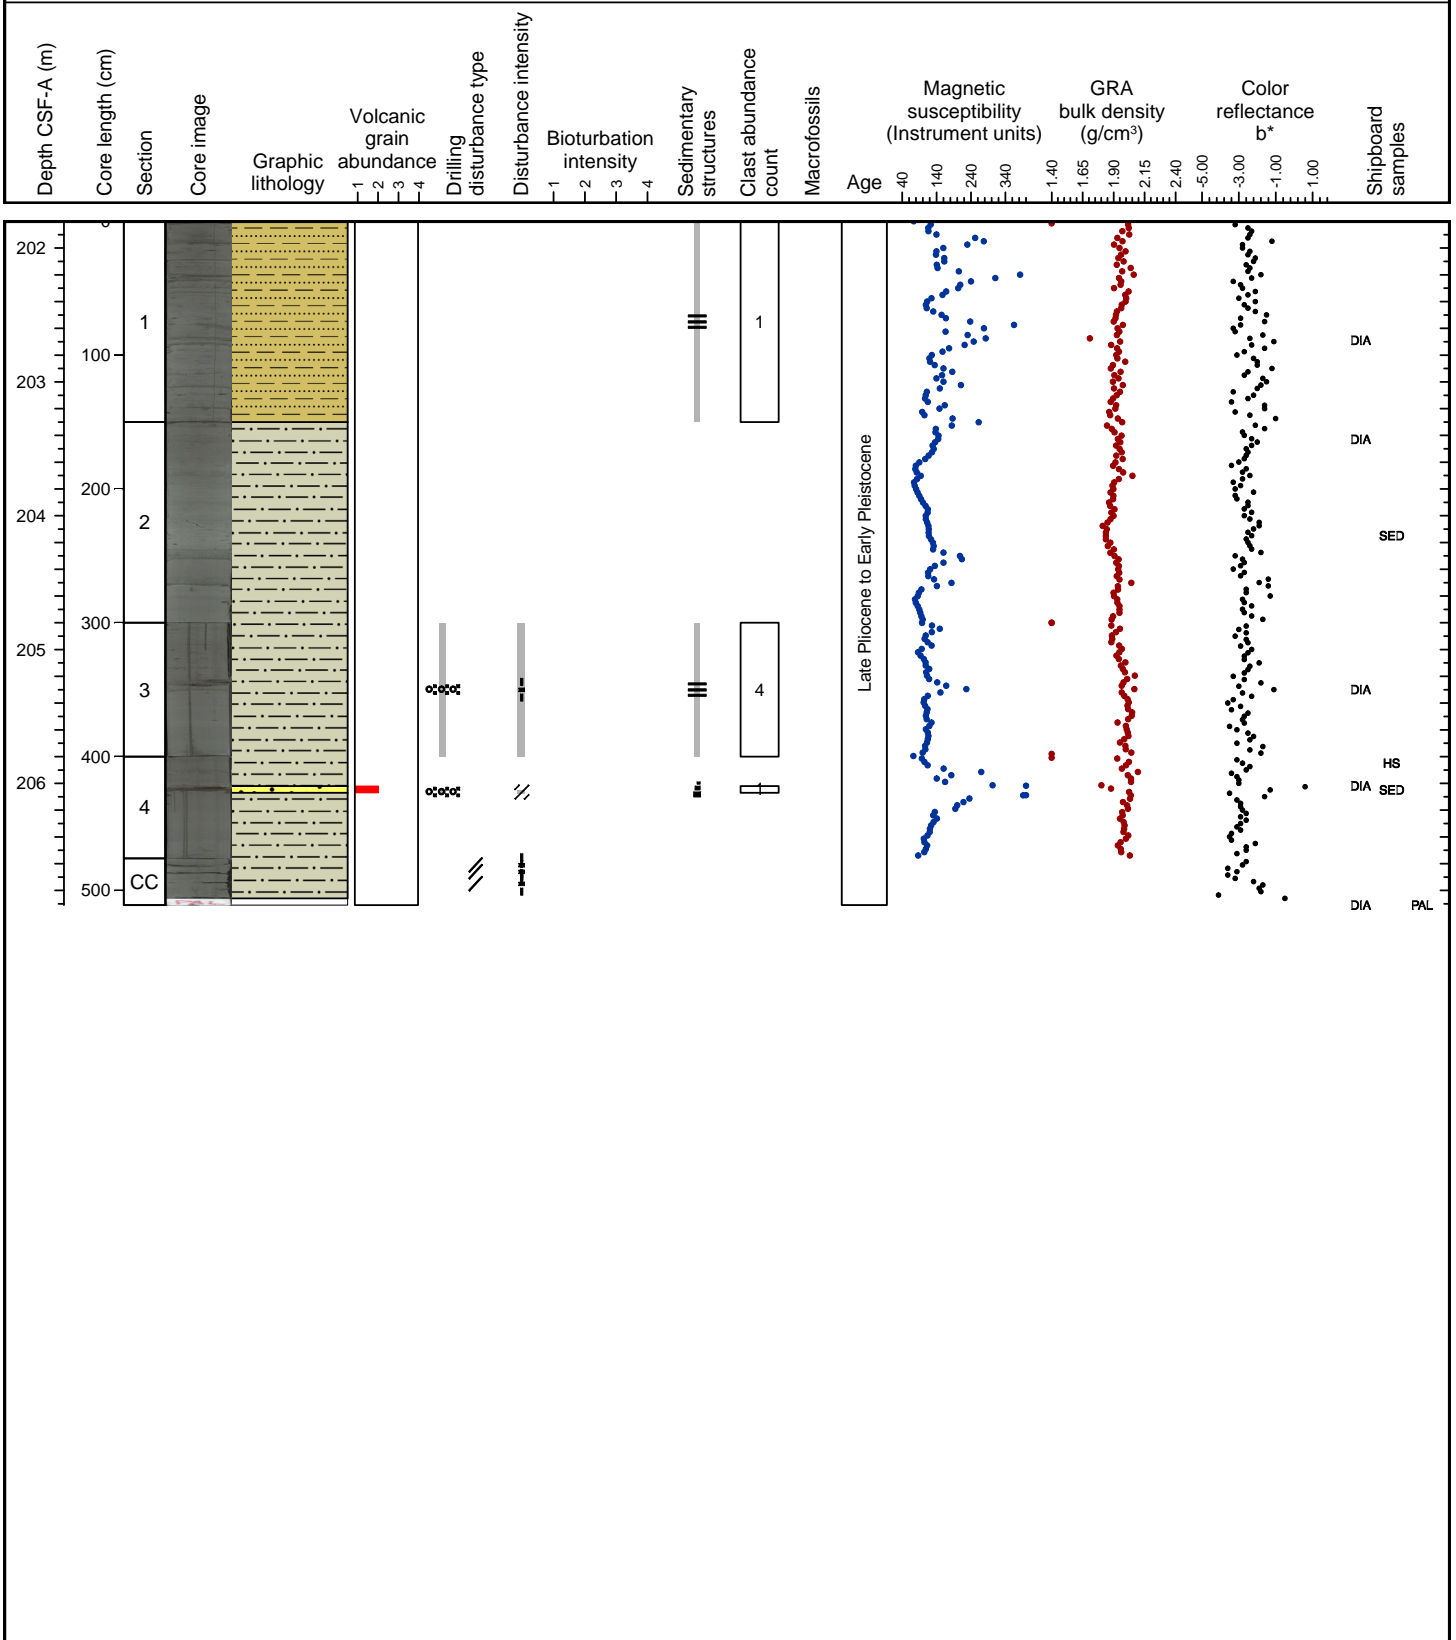 Depth CSF-A (m)
Core length (cm)
Section
Core image
Graphic
lithology
Volcanic
grain
abundance
1 2 3 4
Drilling
disturbance type
Disturbance intensity
Bioturbation
intensity
1 2 3 4
Sedimentary
structures
Clast abundance
count
Macrofossils
Age
Magnetic
susceptibility
(Instrument units)
40 140 240 340
GRA
bulk density
(g/cm³)
1.40 1.65 1.90 2.15 2.40
Color
reflectance
b*
-5.00 -3.00 -1.00 1.00
Shipboard
samples
0
202
1
1
DIA
100
203
Late Pliocene to Early Pleistocene
DIA
200
204
2
SED
300
205
3
4
DIA
400
HS
206
DIA SED
4
1
CC
500
DIA PAL